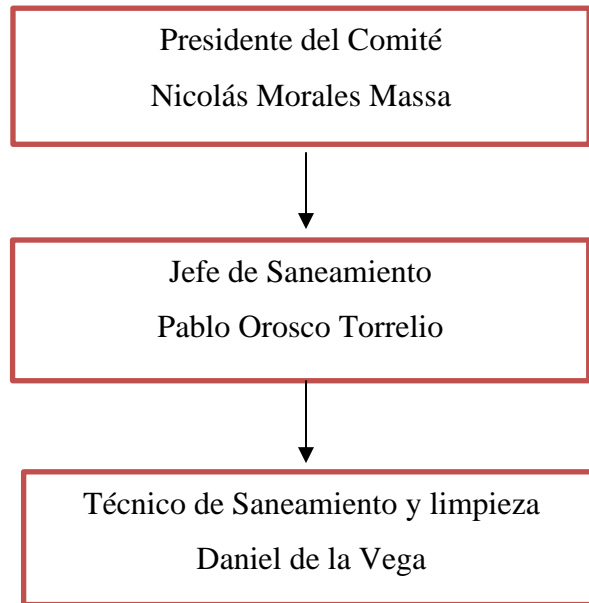 Presidente del Comité
Nicolás Morales Massa
Jefe de Saneamiento
Pablo Orosco Torrelio
Técnico de Saneamiento y limpieza
Daniel de la Vega